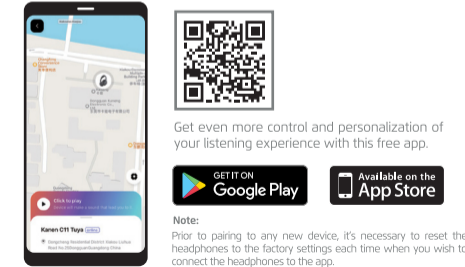 Click to play
Kanen C11 Tuya
Get even more control and personalization of
your listening experience with this free app.
GET IT ON
Google Play
Available on the
App Store
Note:
Prior to pairing to any new device, it's necessary to reset the
headphones to the factory settings each time when you wish to
connect the headphones to the app.